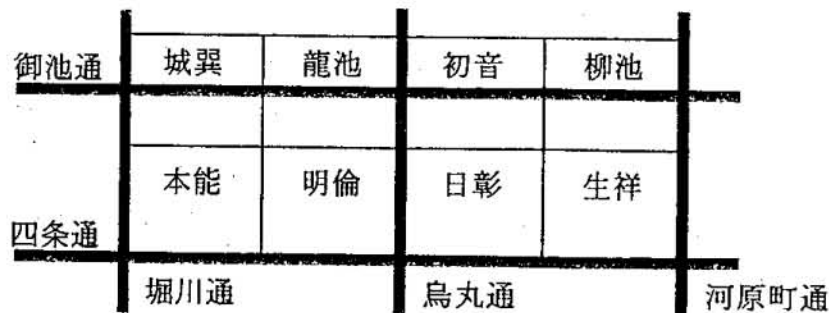 御池通 城巽 龍池 初音 柳池
本能 明倫 日彰 生祥
四条通
堀川通 烏丸通 河原町通